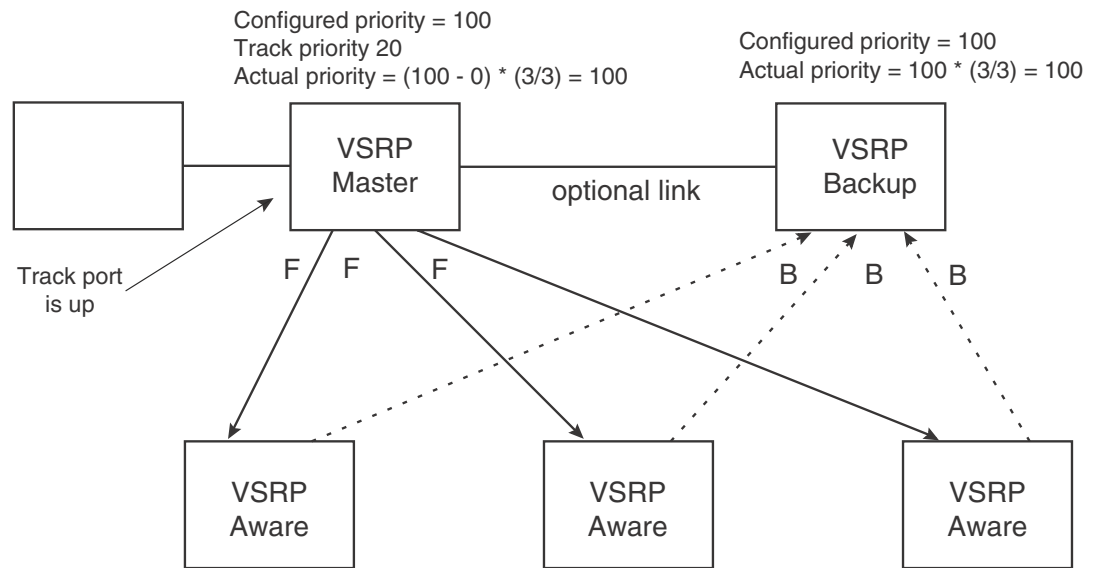 Configured priority = 100
Track priority 20
Actual priority = (100 - 0) * (3/3) = 100
Configured priority = 100
Actual priority = 100 * (3/3) = 100
VSRP
Master
optional link
VSRP
Backup
Track port
is up
F
F
F
B
B
B
VSRP
Aware
VSRP
Aware
VSRP
Aware